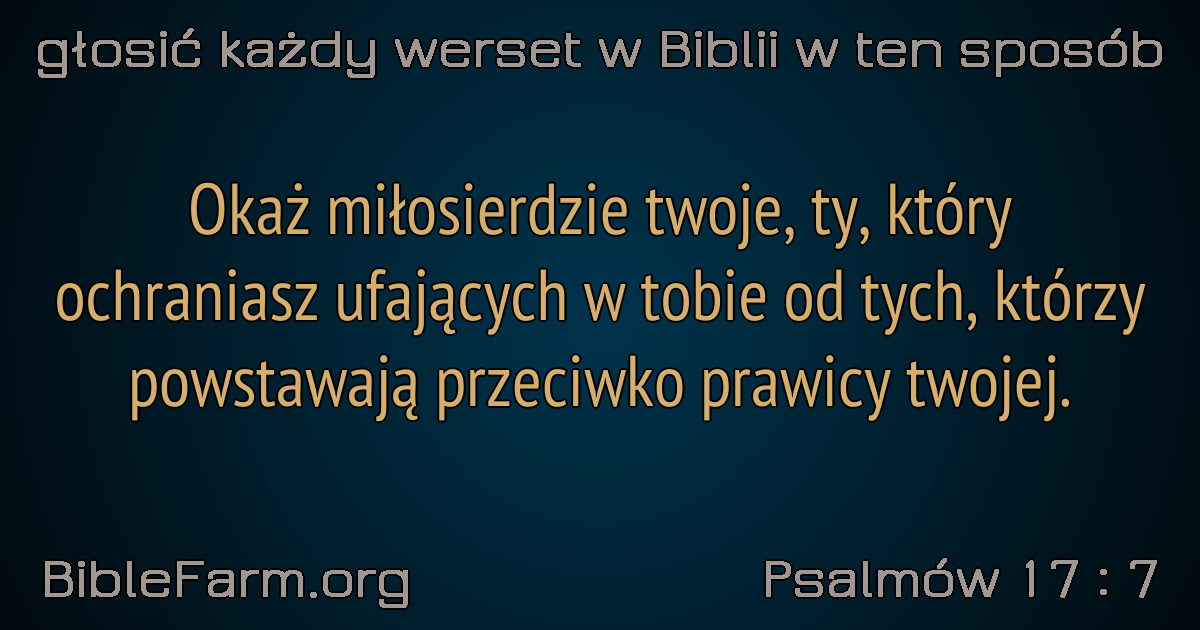 głosić każdy werset w Biblii w ten sposób
Okaż miłosierdzie twoje, ty, który
ochraniasz ufających w tobie od tych, którzy
powstawają przeciwko prawicy twojej.
BibleFarm.org
Psalmów 17 : 7